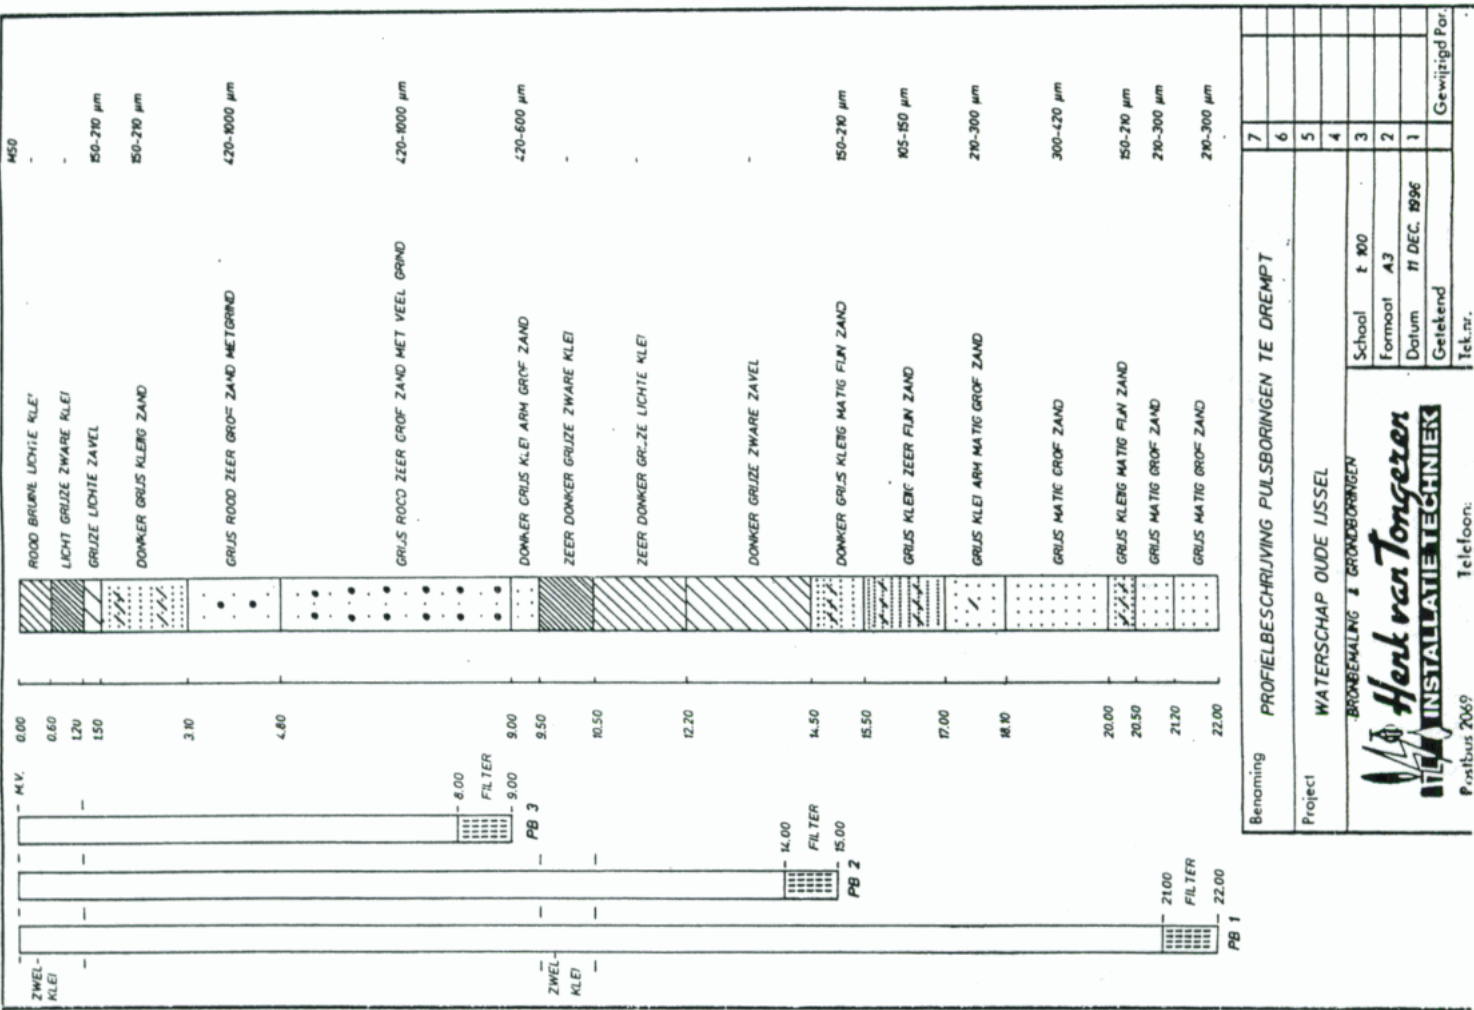 M50
ROOD BRUINE LICHTE KLEI -
LICHT GRIJZE ZWARE KLEI -
GRIJZE LICHTE ZAVEL 150-210 µm
DONKER GRIJS KLEIIG ZAND 150-210 µm
GRIJS ROOD ZEER GROF ZAND MET GRIND 420-1000 µm
GRIJS ROOD ZEER GROF ZAND MET VEEL GRIND 420-1000 µm
DONKER GRIJS KLEI ARM GROF ZAND 420-600 µm
ZEER DONKER GRIJZE ZWARE KLEI -
ZEER DONKER GRIJZE LICHTE KLEI -
DONKER GRIJZE ZWARE ZAVEL -
DONKER GRIJS KLEIIG MATIG FIJN ZAND 150-210 µm
GRIJS KLEIIG ZEER FIJN ZAND 105-150 µm
GRIJS KLEI ARM MATIG GROF ZAND 210-300 µm
GRIJS MATIG GROF ZAND 300-420 µm
GRIJS KLEIIG MATIG FIJN ZAND 150-210 µm
GRIJS MATIG GROF ZAND 210-300 µm
GRIJS MATIG GROF ZAND 210-300 µm
0.00
0.60
1.20
1.50
3.10
4.80
9.00
9.50
10.50
12.20
14.50
15.50
17.00
18.10
20.00
20.50
21.20
22.00
M.V.
8.00
FILTER
9.00
PB 3
14.00
FILTER
15.00
PB 2
21.00
FILTER
22.00
PB 1
ZWEL-
KLEI
ZWEL-
KLEI
Benaming PROFIELBESCHRIJVING PULSBORINGEN TE DREMPT
Project WATERSCHAP OUDE IJSSEL
BRONBEMALING & GRONDBORINGEN
Henk van Tongeren
INSTALLATIETECHNIEK
Postbus 2069 Telefoon:
7
6
5
4
Schaal 1: 100 3
Formaat A3 2
Datum 11 DEC. 1996 1
Getekend Gewijzigd Par.
Tek.nr.